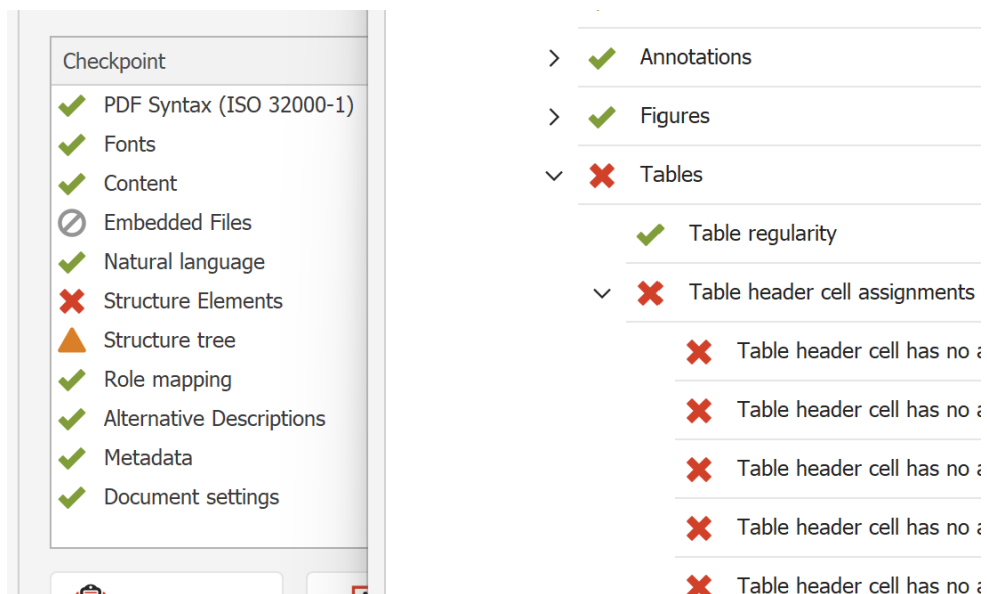 Checkpoint
PDF Syntax (ISO 32000-1)
Fonts
Content
Embedded Files
Natural language
Structure Elements
Structure tree
Role mapping
Alternative Descriptions
Metadata
Document settings
Annotations
Figures
Tables
Table regularity
Table header cell assignments
Table header cell has no a
Table header cell has no a
Table header cell has no a
Table header cell has no a
Table header cell has no a